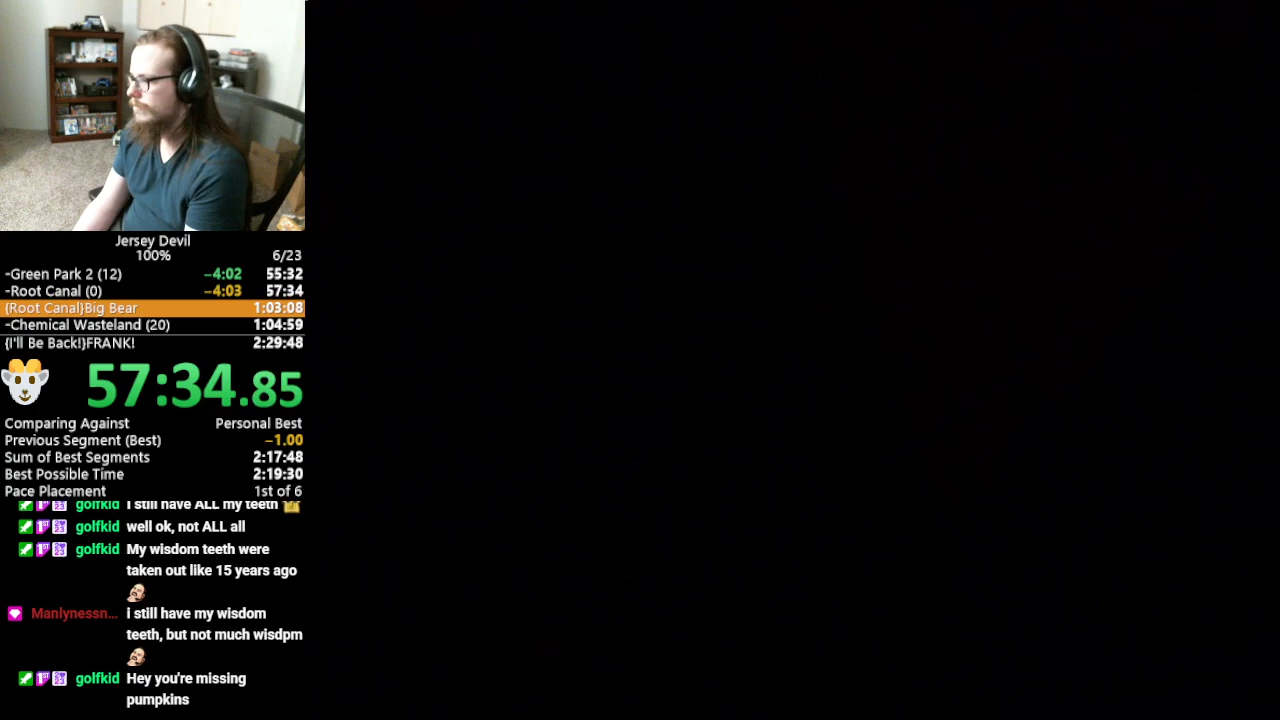 Jersey Devil
100% 6/23
-Green Park 2 (12) −4:02 55:32
-Root Canal (0) −4:03 57:34
{Root Canal}Big Bear 1:03:08
-Chemical Wasteland (20) 1:04:59
{I'll Be Back!}FRANK! 2:29:48
57:34.85
Comparing Against Personal Best
Previous Segment (Best) −1.00
Sum of Best Segments 2:17:48
Best Possible Time 2:19:30
Pace Placement 1st of 6
golfkid I still have ALL my teeth
golfkid well ok, not ALL all
golfkid My wisdom teeth were
taken out like 15 years ago
Manlynessn... i still have my wisdom
teeth, but not much wisdpm
golfkid Hey you're missing
pumpkins